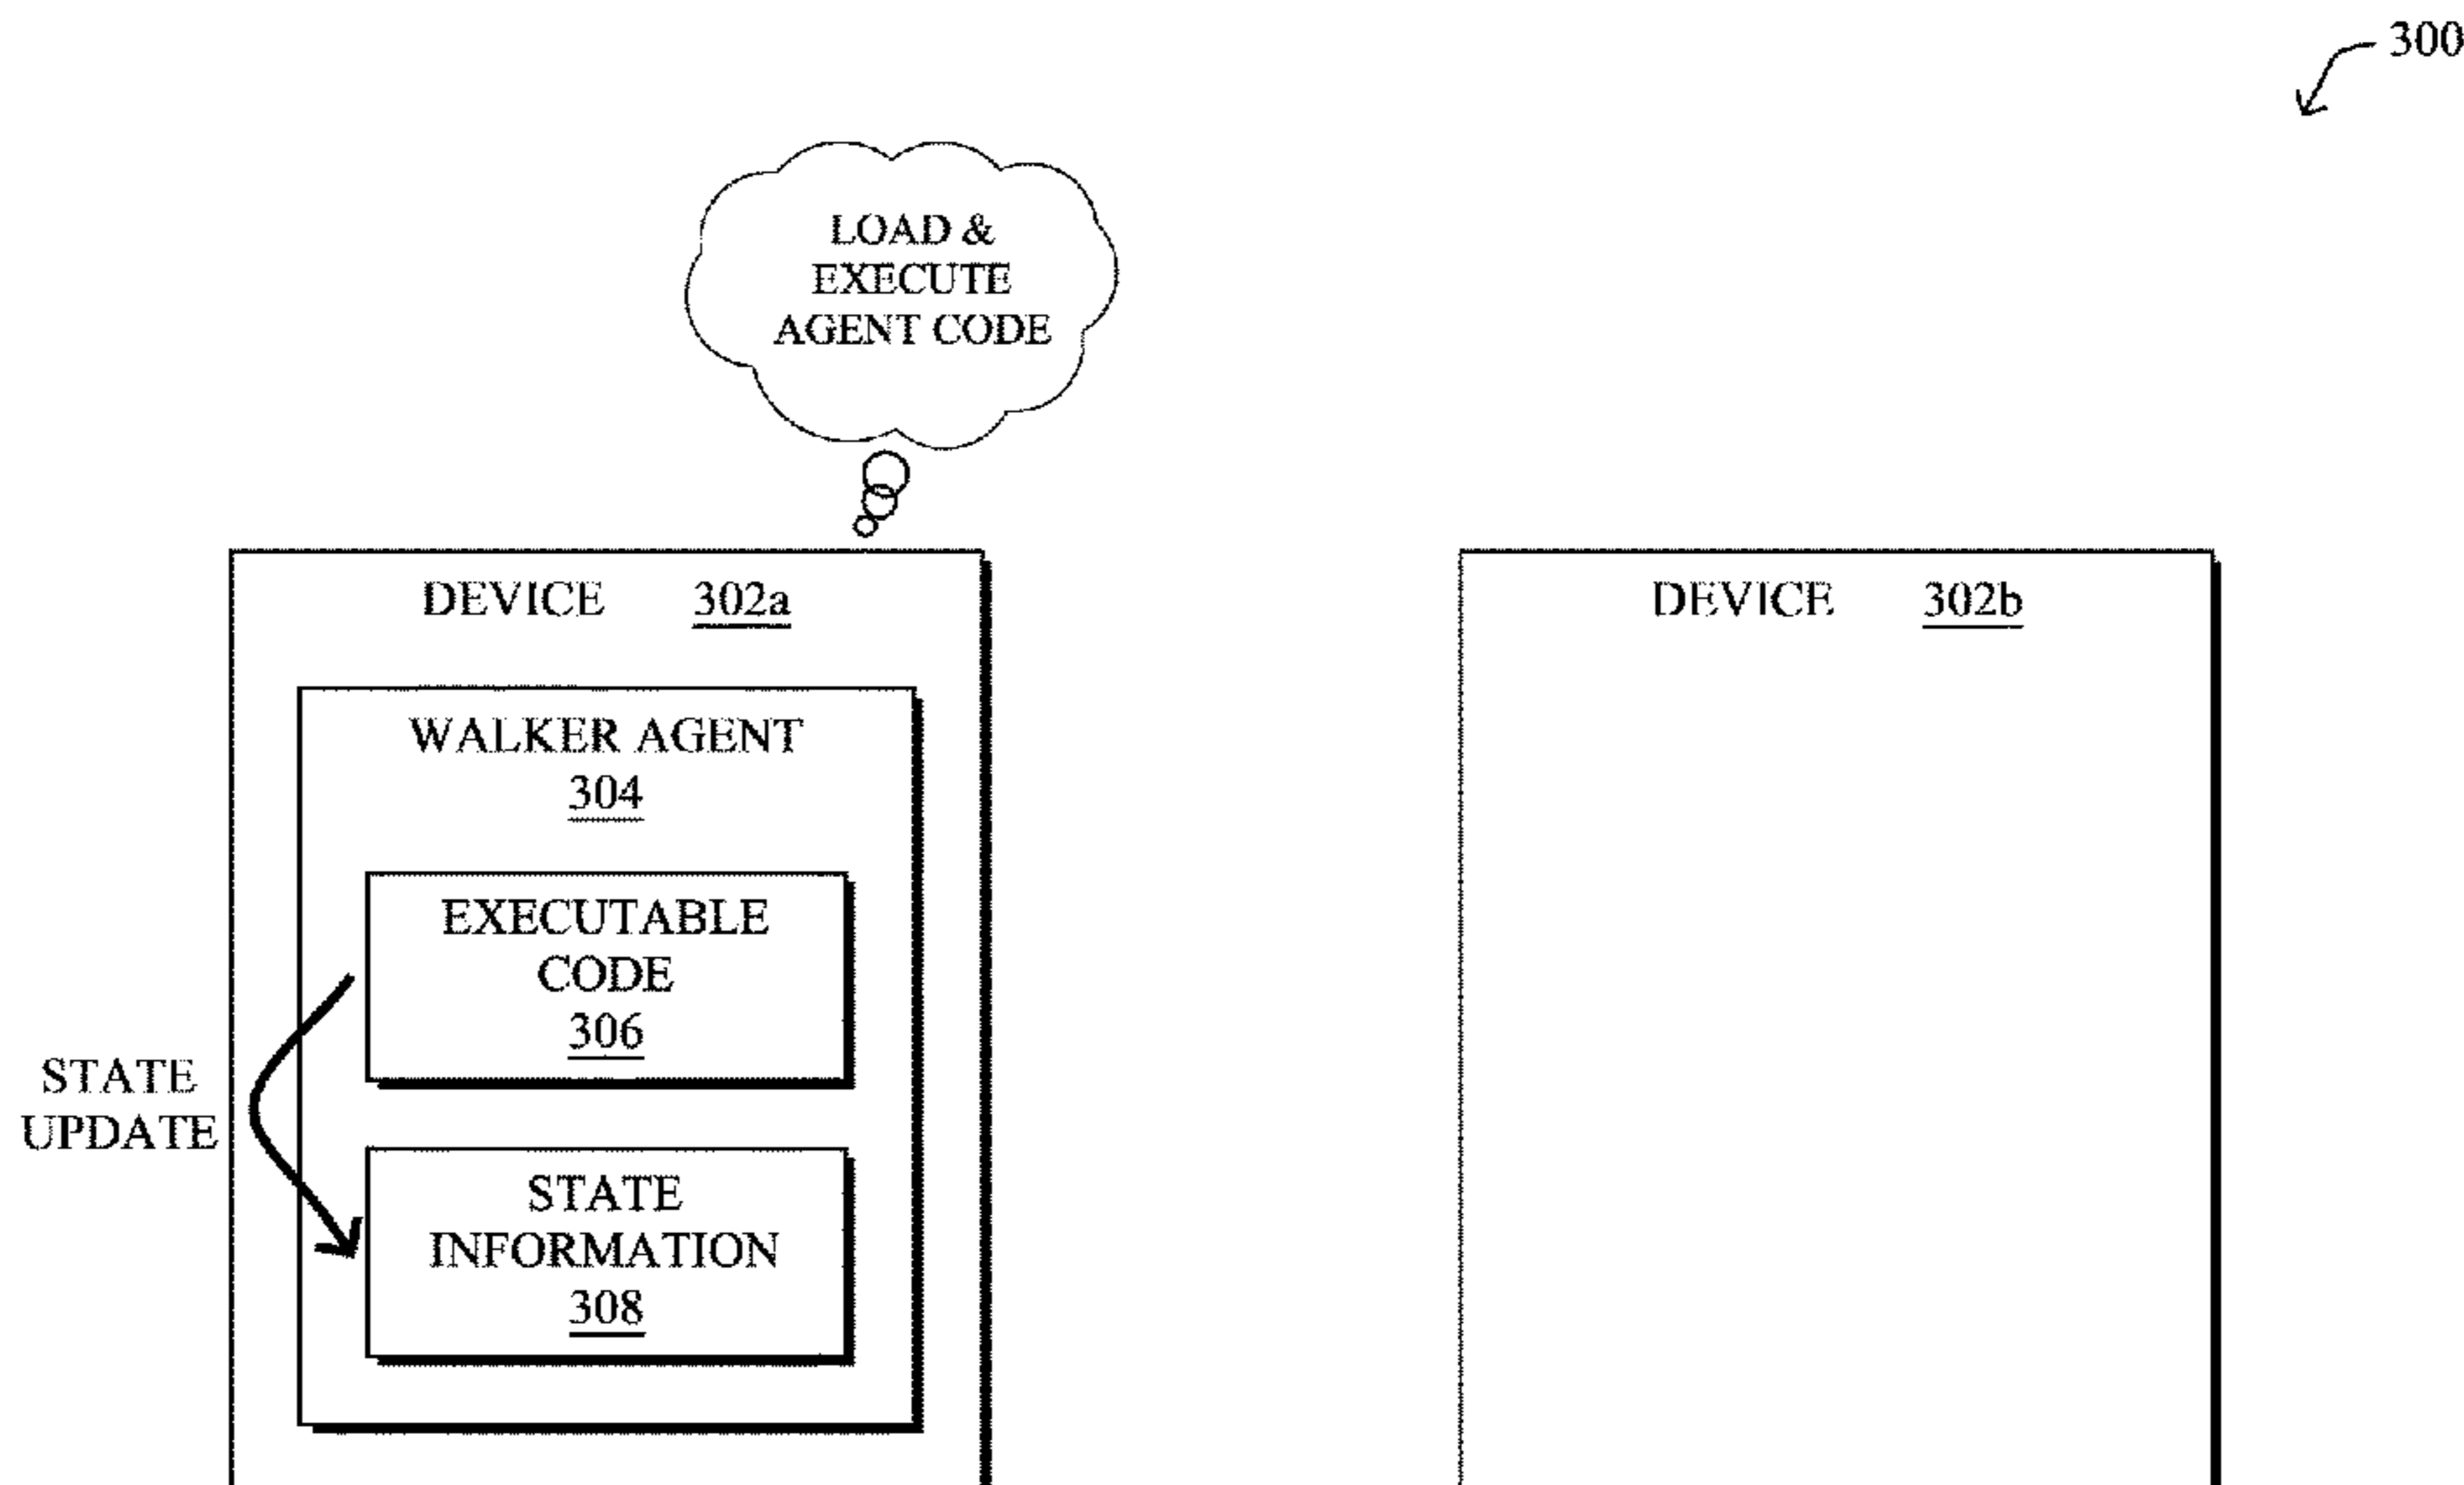 300
LOAD &
EXECUTE
AGENT CODE
DEVICE 302a
WALKER AGENT
304
EXECUTABLE
CODE
306
STATE
UPDATE
STATE
INFORMATION
308
DEVICE 302b